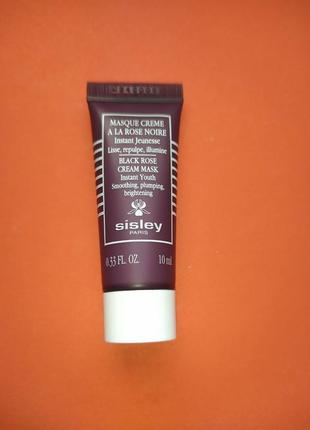 MASQUE CREME
A LA ROSE NOIRE
Instant Jeunesse
Lisse, repulpe, illumine
BLACK ROSE
CREAM MASK
Instant Youth
Smoothing, plumping,
brightening
sisley
PARIS
0.33 FL. OZ. 10 ml